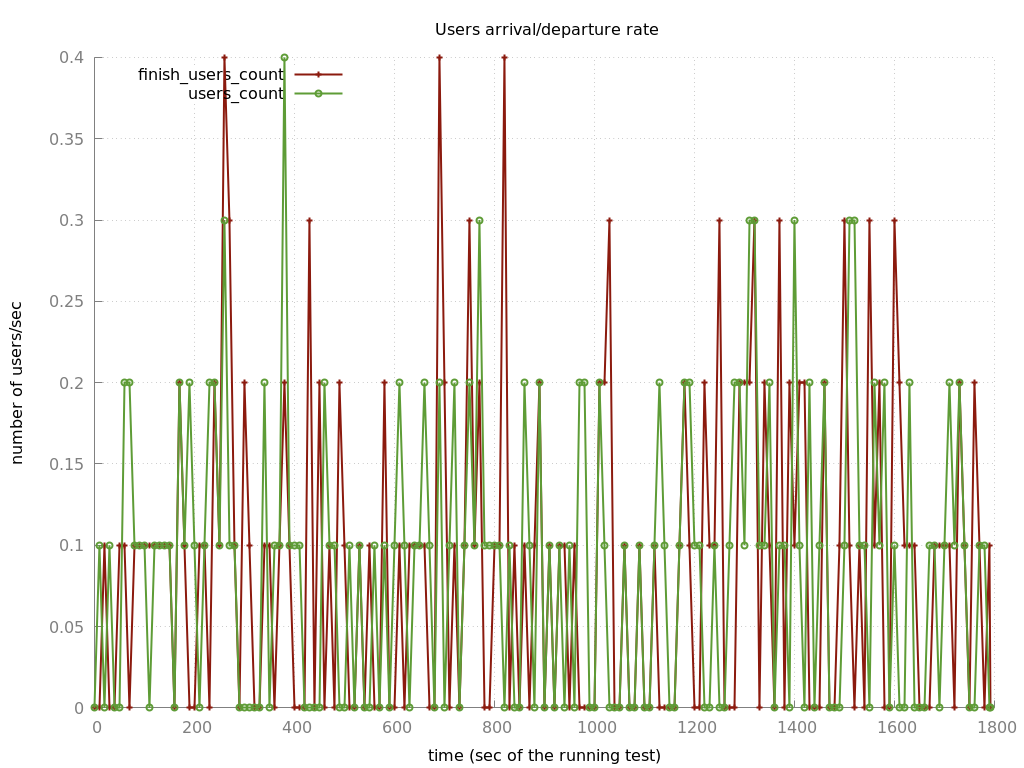 Users arrival/departure rate
finish_users_count
users_count
0.4
0.35
0.3
0.25
0.2
0.15
0.1
0.05
0
number of users/sec
0 200 400 600 800 1000 1200 1400 1600 1800
time (sec of the running test)